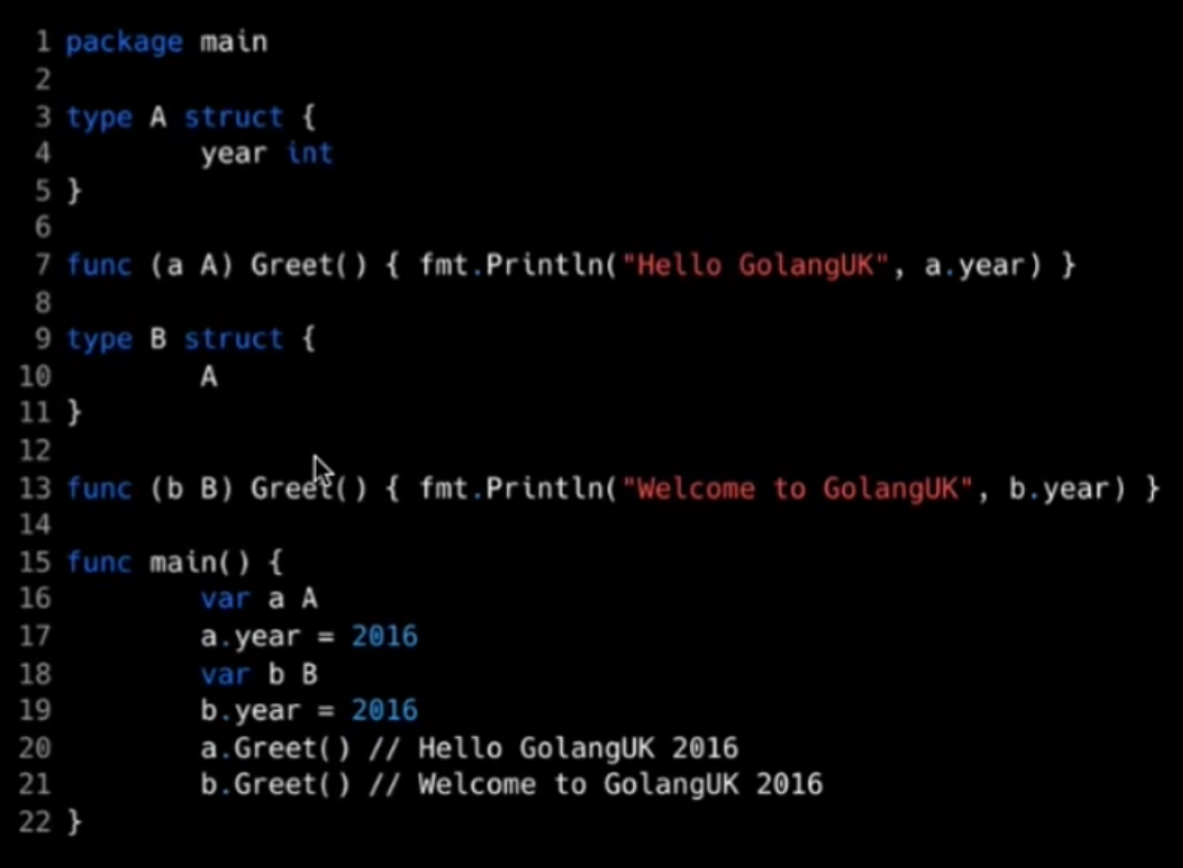 1 package main
2
3 type A struct {
4         year int
5 }
6
7 func (a A) Greet() { fmt.Println("Hello GolangUK", a.year) }
8
9 type B struct {
10         A
11 }
12
13 func (b B) Greet() { fmt.Println("Welcome to GolangUK", b.year) }
14
15 func main() {
16         var a A
17         a.year = 2016
18         var b B
19         b.year = 2016
20         a.Greet() // Hello GolangUK 2016
21         b.Greet() // Welcome to GolangUK 2016
22 }